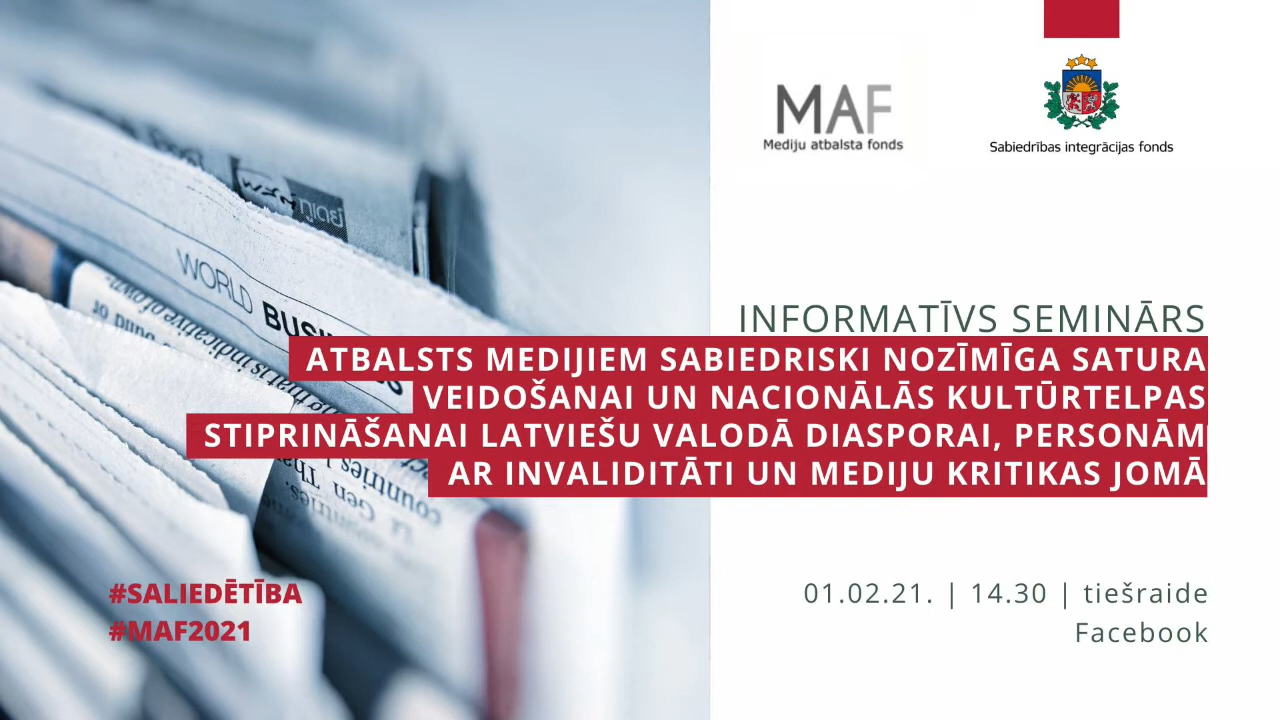 MAF
Mediju atbalsta fonds
Sabiedrības integrācijas fonds
WORLD BUSIN
INFORMATĪVS SEMINĀRS
ATBALSTS MEDIJIEM SABIEDRISKI NOZĪMĪGA SATURA
VEIDOŠANAI UN NACIONĀLĀS KULTŪRTELPAS
STIPRINĀŠANAI LATVIEŠU VALODĀ DIASPORAI, PERSONĀM
AR INVALIDITĀTI UN MEDIJU KRITIKAS JOMĀ
#SALIEDĒTĪBA
#MAF2021
01.02.21. | 14.30 | tiešraide
Facebook